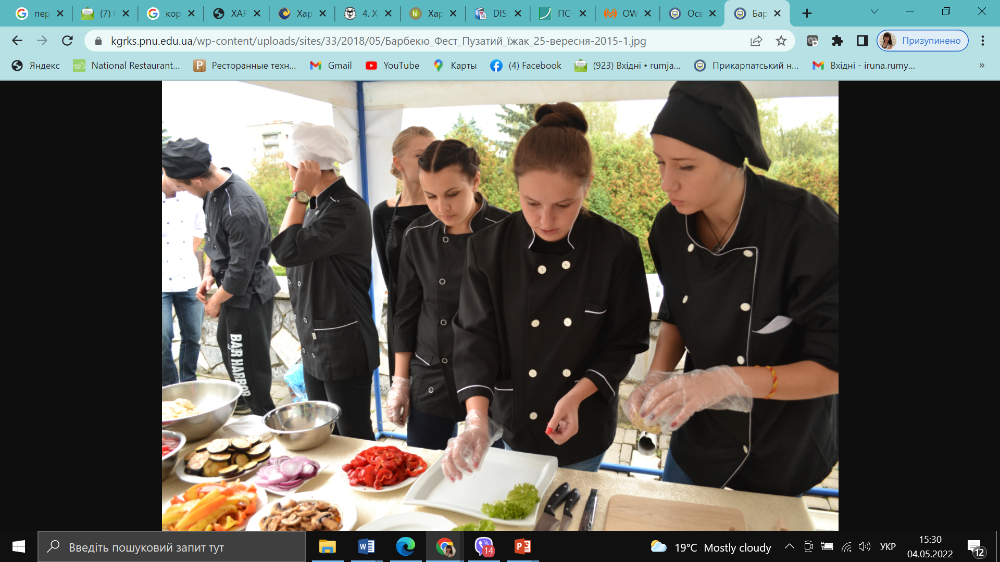 пер
(7) С
кор
ХАР
Хар
4. Х
Хар
DIS
ПС-
OW
Осв
Бар
kgrks.pnu.edu.ua/wp-content/uploads/sites/33/2018/05/Барбекю_Фест_Пузатий_їжак_25-вересня-2015-1.jpg
Призупинено
Яндекс
National Restaurant...
Ресторанные техн...
Gmail
YouTube
Карты
(4) Facebook
(923) Вхідні • rumja...
Прикарпатський н...
Вхідні - iruna.rumy...
»
BAR HARBOR
Введіть пошуковий запит тут
14
19°C Mostly cloudy
УКР
15:30
04.05.2022
12